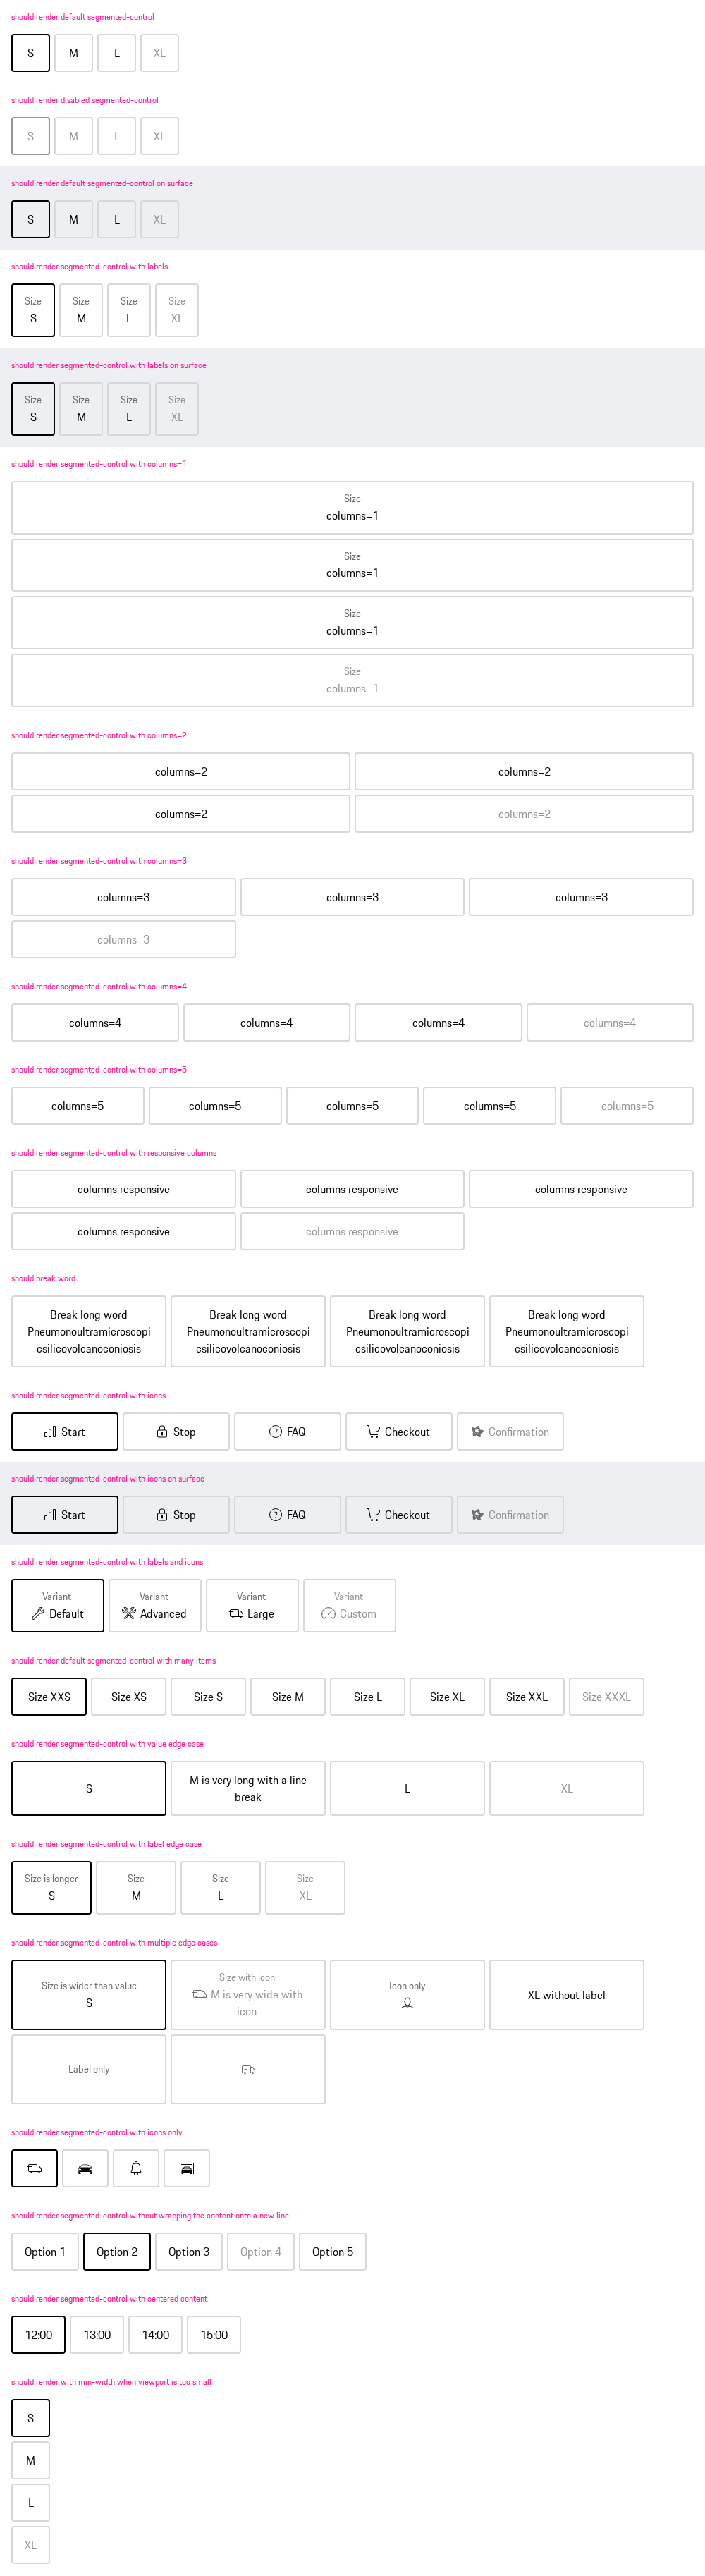 should render default segmented-control
S M L XL
should render disabled segmented-control
S M L XL
should render default segmented-control on surface
S M L XL
should render segmented-control with labels
Size Size Size Size
S M L XL
should render segmented-control with labels on surface
Size Size Size Size
S M L XL
should render segmented-control with columns=1
Size
columns=1
Size
columns=1
Size
columns=1
Size
columns=1
should render segmented-control with columns=2
columns=2 columns=2
columns=2 columns=2
should render segmented-control with columns=3
columns=3 columns=3 columns=3
columns=3
should render segmented-control with columns=4
columns=4 columns=4 columns=4 columns=4
should render segmented-control with columns=5
columns=5 columns=5 columns=5 columns=5 columns=5
should render segmented-control with responsive columns
columns responsive columns responsive columns responsive
columns responsive columns responsive
should break word
Break long word Break long word Break long word Break long word
Pneumonoultramicroscopi Pneumonoultramicroscopi Pneumonoultramicroscopi Pneumonoultramicroscopi
csilicovolcanoconiosis csilicovolcanoconiosis csilicovolcanoconiosis csilicovolcanoconiosis
should render segmented-control with icons
Start Stop FAQ Checkout Confirmation
should render segmented-control with icons on surface
Start Stop FAQ Checkout Confirmation
should render segmented-control with labels and icons
Variant Variant Variant Variant
Default Advanced Large Custom
should render default segmented-control with many items
Size XXS Size XS Size S Size M Size L Size XL Size XXL Size XXXL
should render segmented-control with value edge case
S M is very long with a line L XL
break
should render segmented-control with label edge case
Size is longer Size Size Size
S M L XL
should render segmented-control with multiple edge cases
Size is wider than value Size with icon Icon only XL without label
S M is very wide with
icon
Label only
should render segmented-control with icons only
should render segmented-control without wrapping the content onto a new line
Option 1 Option 2 Option 3 Option 4 Option 5
should render segmented-control with centered content
12:00 13:00 14:00 15:00
should render with min-width when viewport is too small
S
M
L
XL